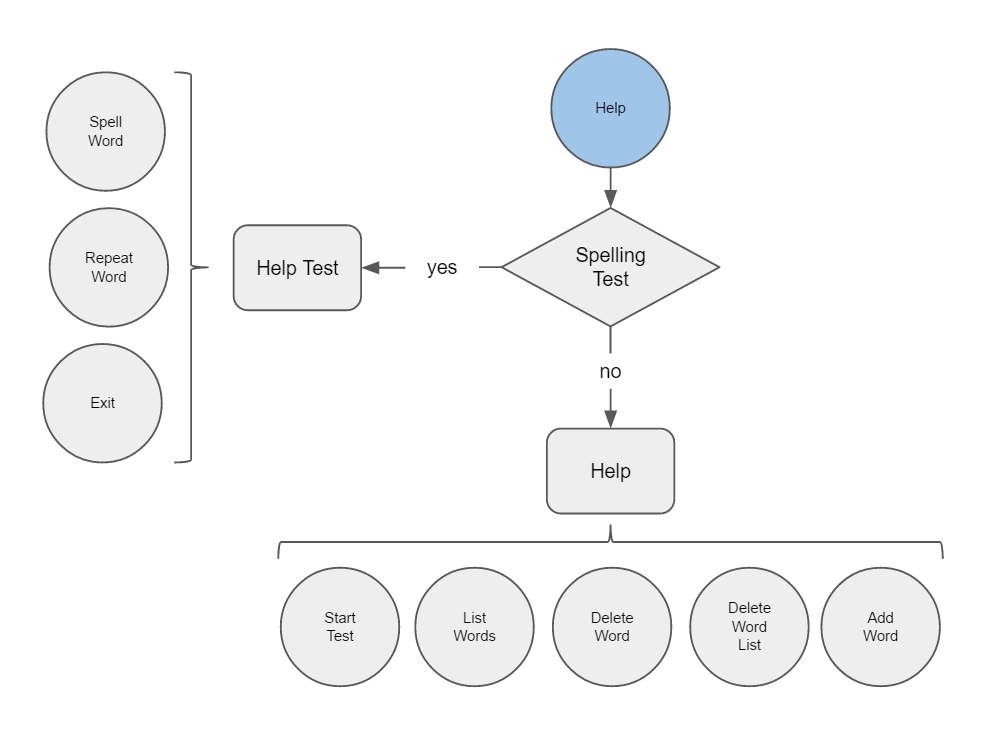 Help
Spell
Word
Spelling
Test
Repeat
Word
Help Test
yes
no
Exit
Help
Start
Test
List
Words
Delete
Word
Delete
Word
List
Add
Word